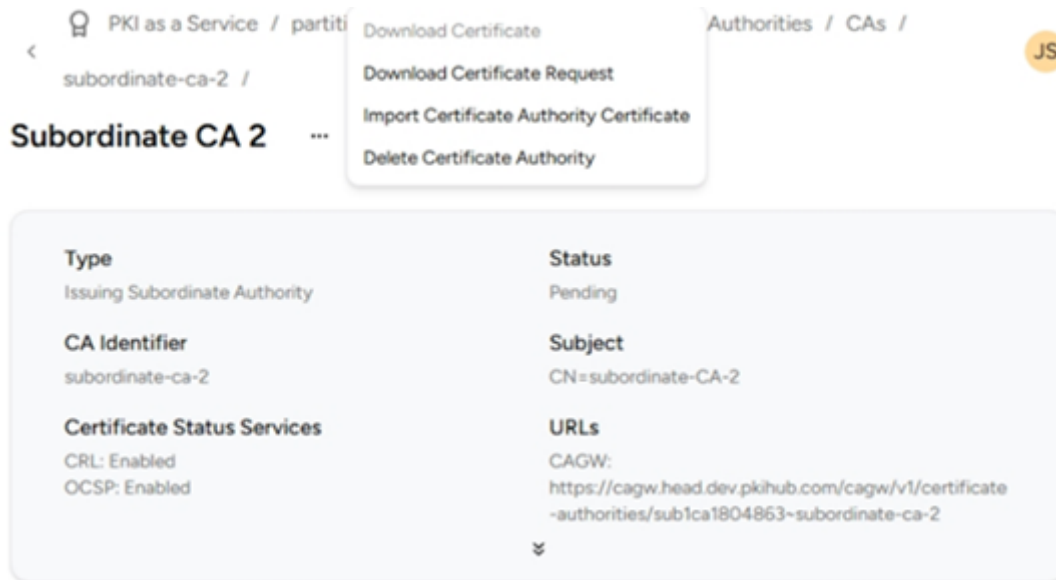 PKI as a Service / partiti
Authorities / CAs /
subordinate-ca-2 /
JS
Subordinate CA 2 ...
Download Certificate
Download Certificate Request
Import Certificate Authority Certificate
Delete Certificate Authority
Type
Issuing Subordinate Authority
Status
Pending
CA Identifier
subordinate-ca-2
Subject
CN=subordinate-CA-2
Certificate Status Services
CRL: Enabled
OCSP: Enabled
URLs
CAGW:
https://cagw.head.dev.pkihub.com/cagw/v1/certificate
-authorities/sub1ca1804863~subordinate-ca-2